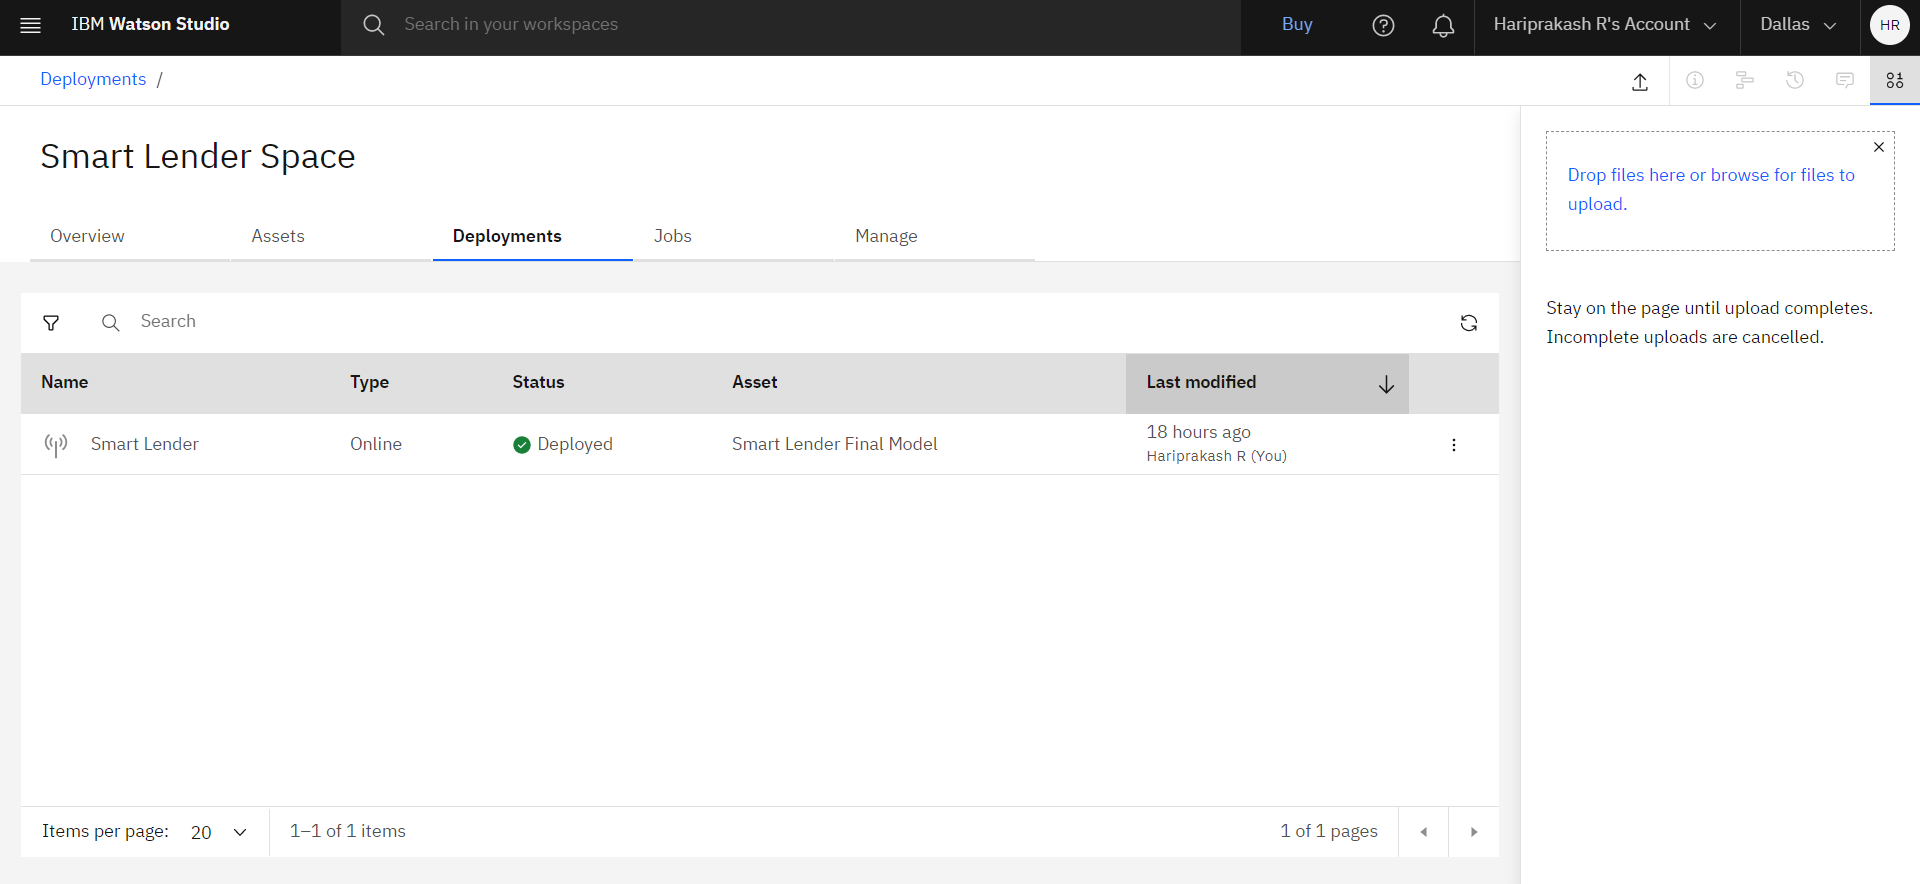 IBM Watson Studio
Search in your workspaces
Buy
Hariprakash R's Account
Dallas
HR
Deployments /
Smart Lender Space
Overview
Assets
Deployments
Jobs
Manage
Search
Name
Type
Status
Asset
Last modified
Smart Lender
Online
Deployed
Smart Lender Final Model
18 hours ago
Hariprakash R (You)
Items per page: 20
1–1 of 1 items
1 of 1 pages
Drop files here or browse for files to
upload.
Stay on the page until upload completes.
Incomplete uploads are cancelled.